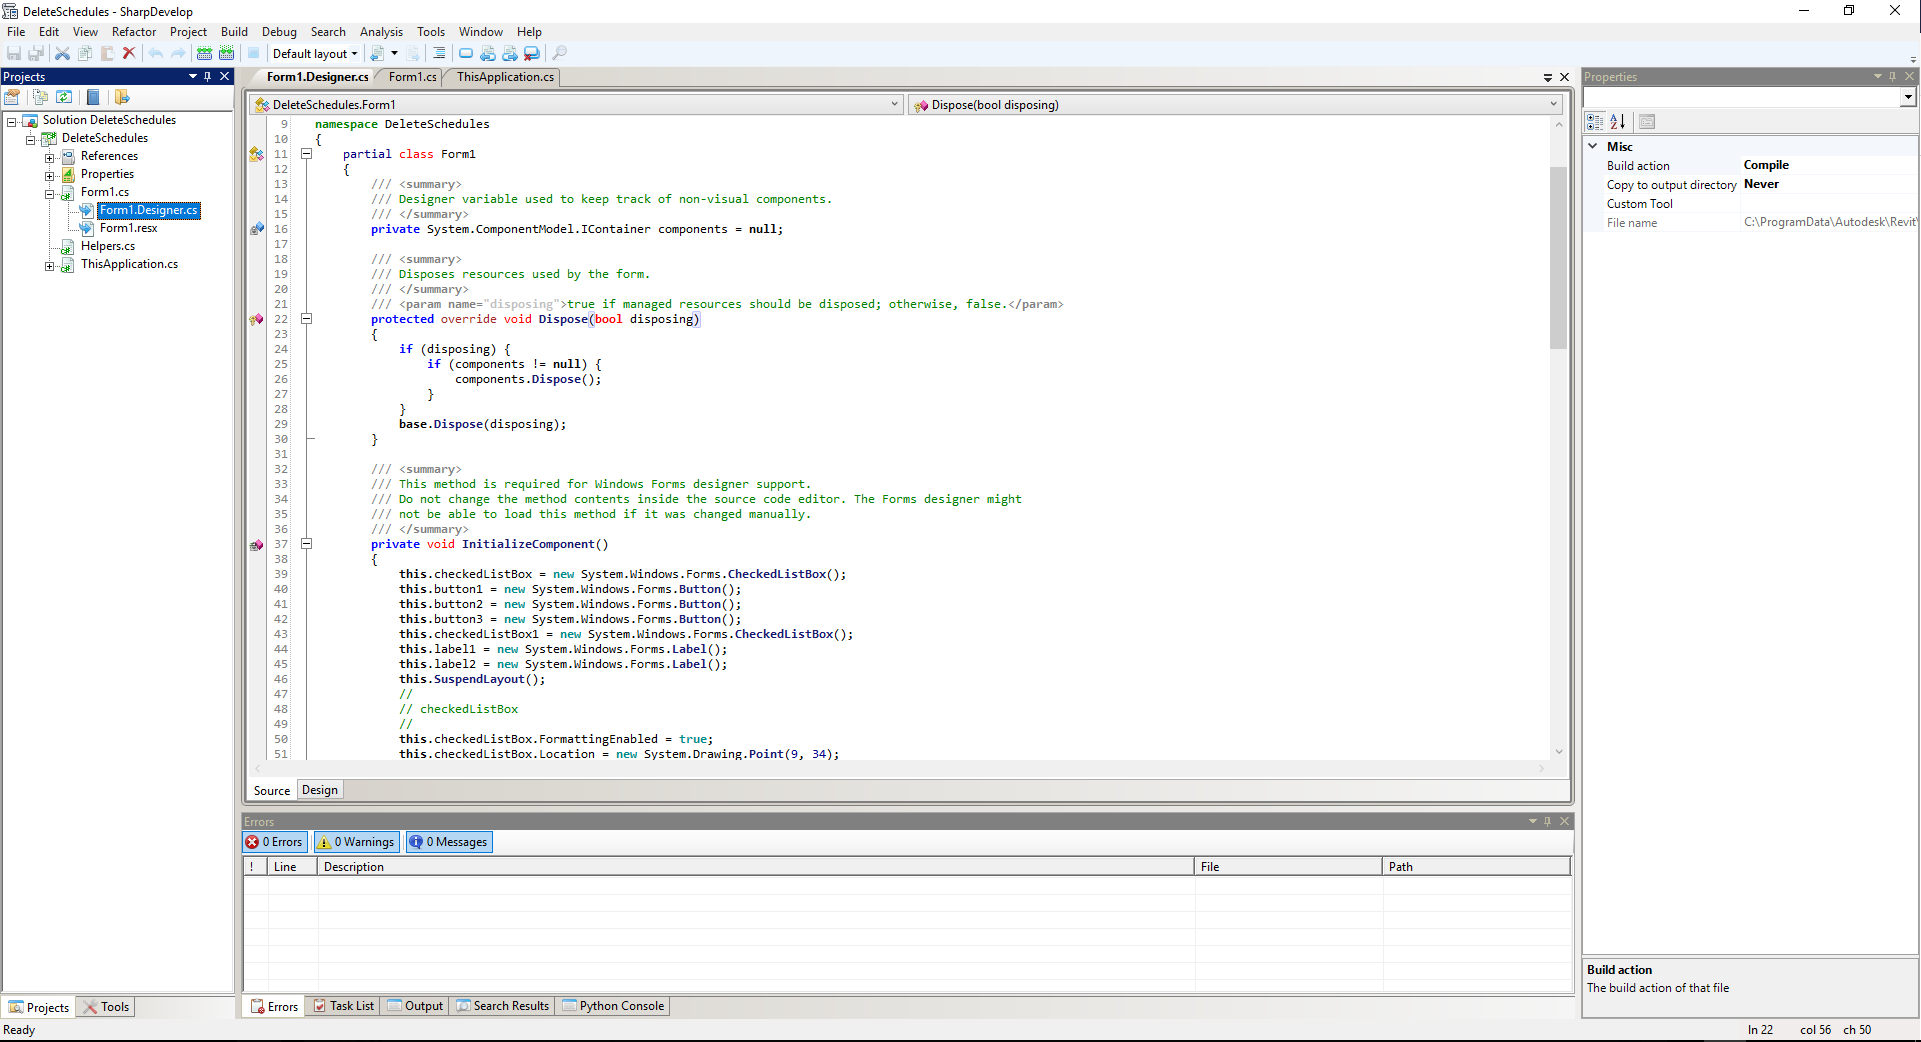 DeleteSchedules - SharpDevelop
File Edit View Refactor Project Build Debug Search Analysis Tools Window Help
Default layout
Projects
Solution DeleteSchedules
DeleteSchedules
References
Properties
Form1.cs
Form1.Designer.cs
Form1.resx
Helpers.cs
ThisApplication.cs
Projects Tools
Form1.Designer.cs Form1.cs ThisApplication.cs
DeleteSchedules.Form1 Dispose(bool disposing)
9 namespace DeleteSchedules
10 {
11 partial class Form1
12 {
13 /// <summary>
14 /// Designer variable used to keep track of non-visual components.
15 /// </summary>
16 private System.ComponentModel.IContainer components = null;
17
18 /// <summary>
19 /// Disposes resources used by the form.
20 /// </summary>
21 /// <param name="disposing">true if managed resources should be disposed; otherwise, false.</param>
22 protected override void Dispose(bool disposing)
23 {
24 if (disposing) {
25 if (components != null) {
26 components.Dispose();
27 }
28 }
29 base.Dispose(disposing);
30 }
31
32 /// <summary>
33 /// This method is required for Windows Forms designer support.
34 /// Do not change the method contents inside the source code editor. The Forms designer might
35 /// not be able to load this method if it was changed manually.
36 /// </summary>
37 private void InitializeComponent()
38 {
39 this.checkedListBox = new System.Windows.Forms.CheckedListBox();
40 this.button1 = new System.Windows.Forms.Button();
41 this.button2 = new System.Windows.Forms.Button();
42 this.button3 = new System.Windows.Forms.Button();
43 this.checkedListBox1 = new System.Windows.Forms.CheckedListBox();
44 this.label1 = new System.Windows.Forms.Label();
45 this.label2 = new System.Windows.Forms.Label();
46 this.SuspendLayout();
47 //
48 // checkedListBox
49 //
50 this.checkedListBox.FormattingEnabled = true;
51 this.checkedListBox.Location = new System.Drawing.Point(9, 34);
Source Design
Errors
0 Errors 0 Warnings 0 Messages
! Line Description File Path
Errors Task List Output Search Results Python Console
Properties
Misc
Build action Compile
Copy to output directory Never
Custom Tool
File name C:\ProgramData\Autodesk\Revit\
Build action
The build action of that file
Ready
ln 22 col 56 ch 50